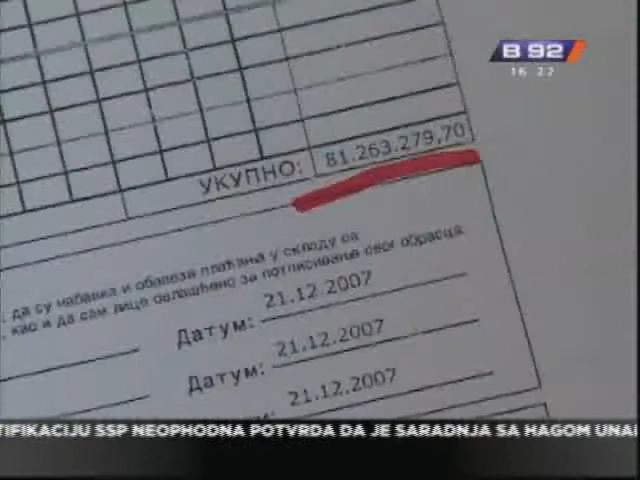 B 92
16 22
УКУПНО: 81.263.279,70
, да су набавка и обавеза плаћања у складу са
, као и да сам лице овлашћено за потписивање овог обрасца.
Датум: 21.12.2007
Датум: 21.12.2007
21.12.2007
TIFIKACIJU SSP NEOPHODNA POTVRDA DA JE SARADNJA SA HAGOM UNA